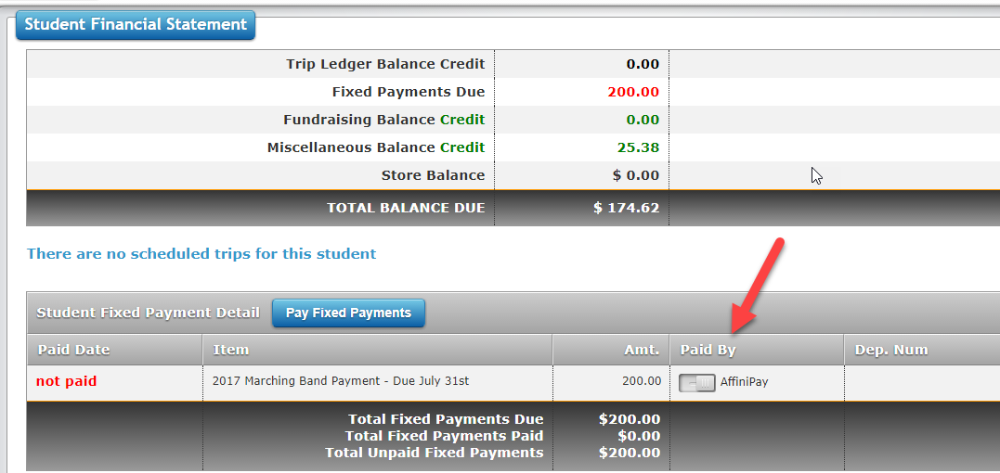 Student Financial Statement
Trip Ledger Balance Credit 0.00
Fixed Payments Due 200.00
Fundraising Balance Credit 0.00
Miscellaneous Balance Credit 25.38
Store Balance $ 0.00
TOTAL BALANCE DUE $ 174.62
There are no scheduled trips for this student
Student Fixed Payment Detail Pay Fixed Payments
Paid Date Item Amt. Paid By Dep. Num
not paid 2017 Marching Band Payment - Due July 31st 200.00 AffiniPay
Total Fixed Payments Due $200.00
Total Fixed Payments Paid $0.00
Total Unpaid Fixed Payments $200.00